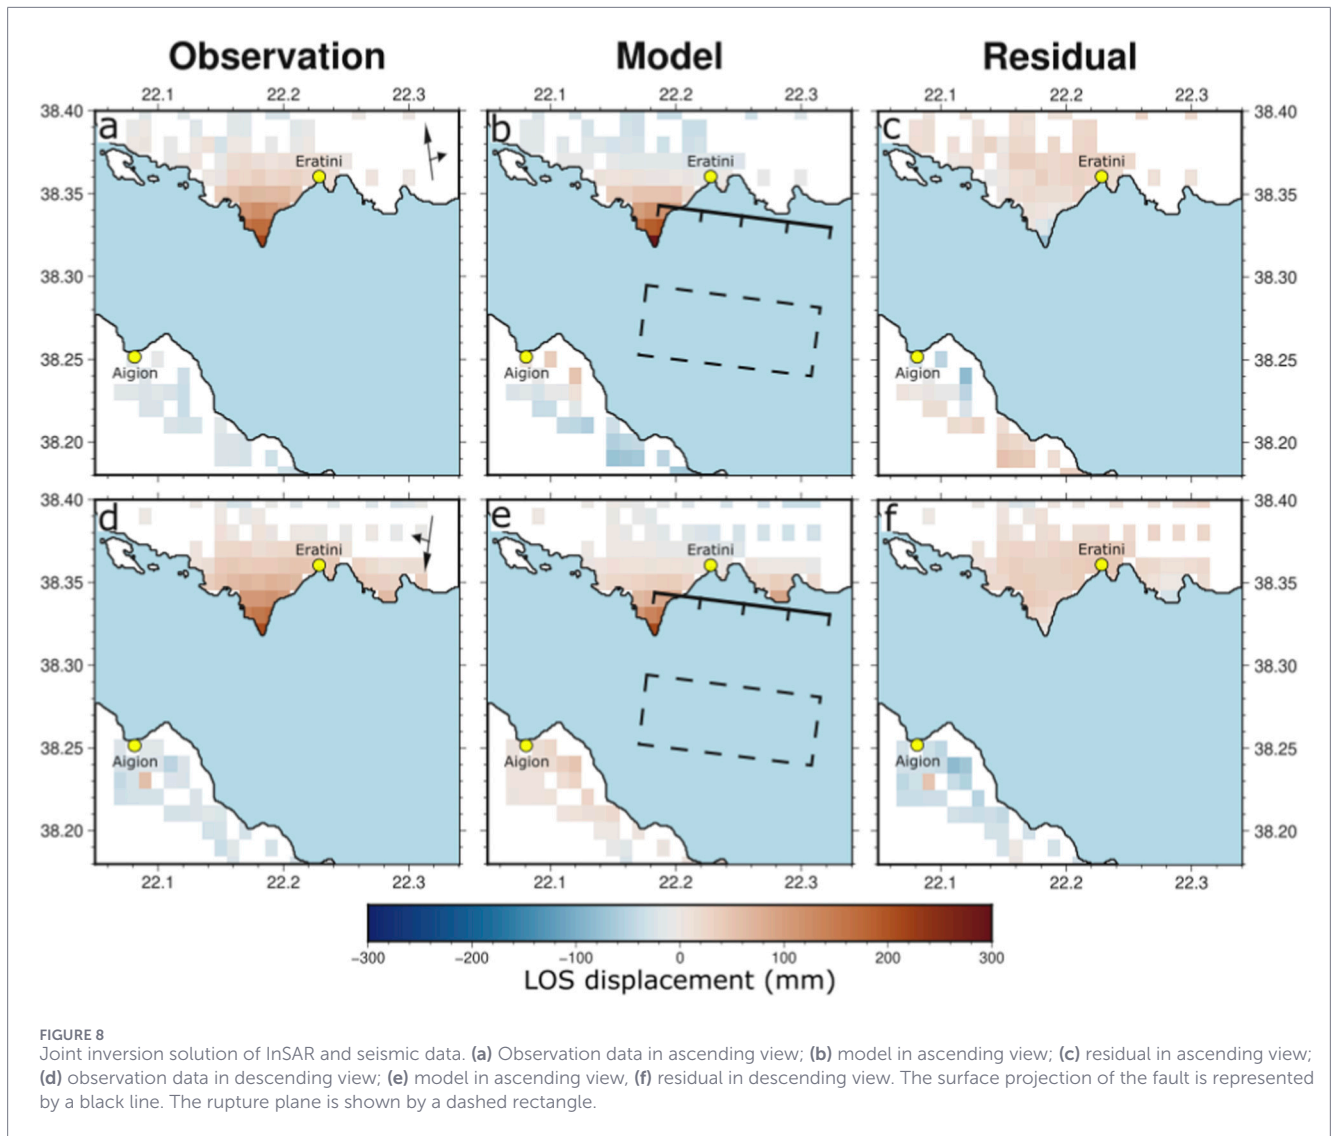 Observation Model Residual
22.1 22.2 22.3 22.1 22.2 22.3 22.1 22.2 22.3
38.40 a b c 38.40
Eratini Eratini Eratini
38.35 38.35
38.30 38.30
38.25 38.25
Aigion Aigion Aigion
38.20 38.20
38.40 d e f 38.40
Eratini Eratini Eratini
38.35 38.35
38.30 38.30
38.25 38.25
Aigion Aigion Aigion
38.20 38.20
22.1 22.2 22.3 22.1 22.2 22.3 22.1 22.2 22.3
−300 −200 −100 0 100 200 300
LOS displacement (mm)
FIGURE 8
Joint inversion solution of InSAR and seismic data. (a) Observation data in ascending view; (b) model in ascending view; (c) residual in ascending view;
(d) observation data in descending view; (e) model in ascending view, (f) residual in descending view. The surface projection of the fault is represented
by a black line. The rupture plane is shown by a dashed rectangle.